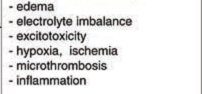 - edema
- electrolyte imbalance
- excitotoxicity
- hypoxia, ischemia
- microthrombosis
- inflammation